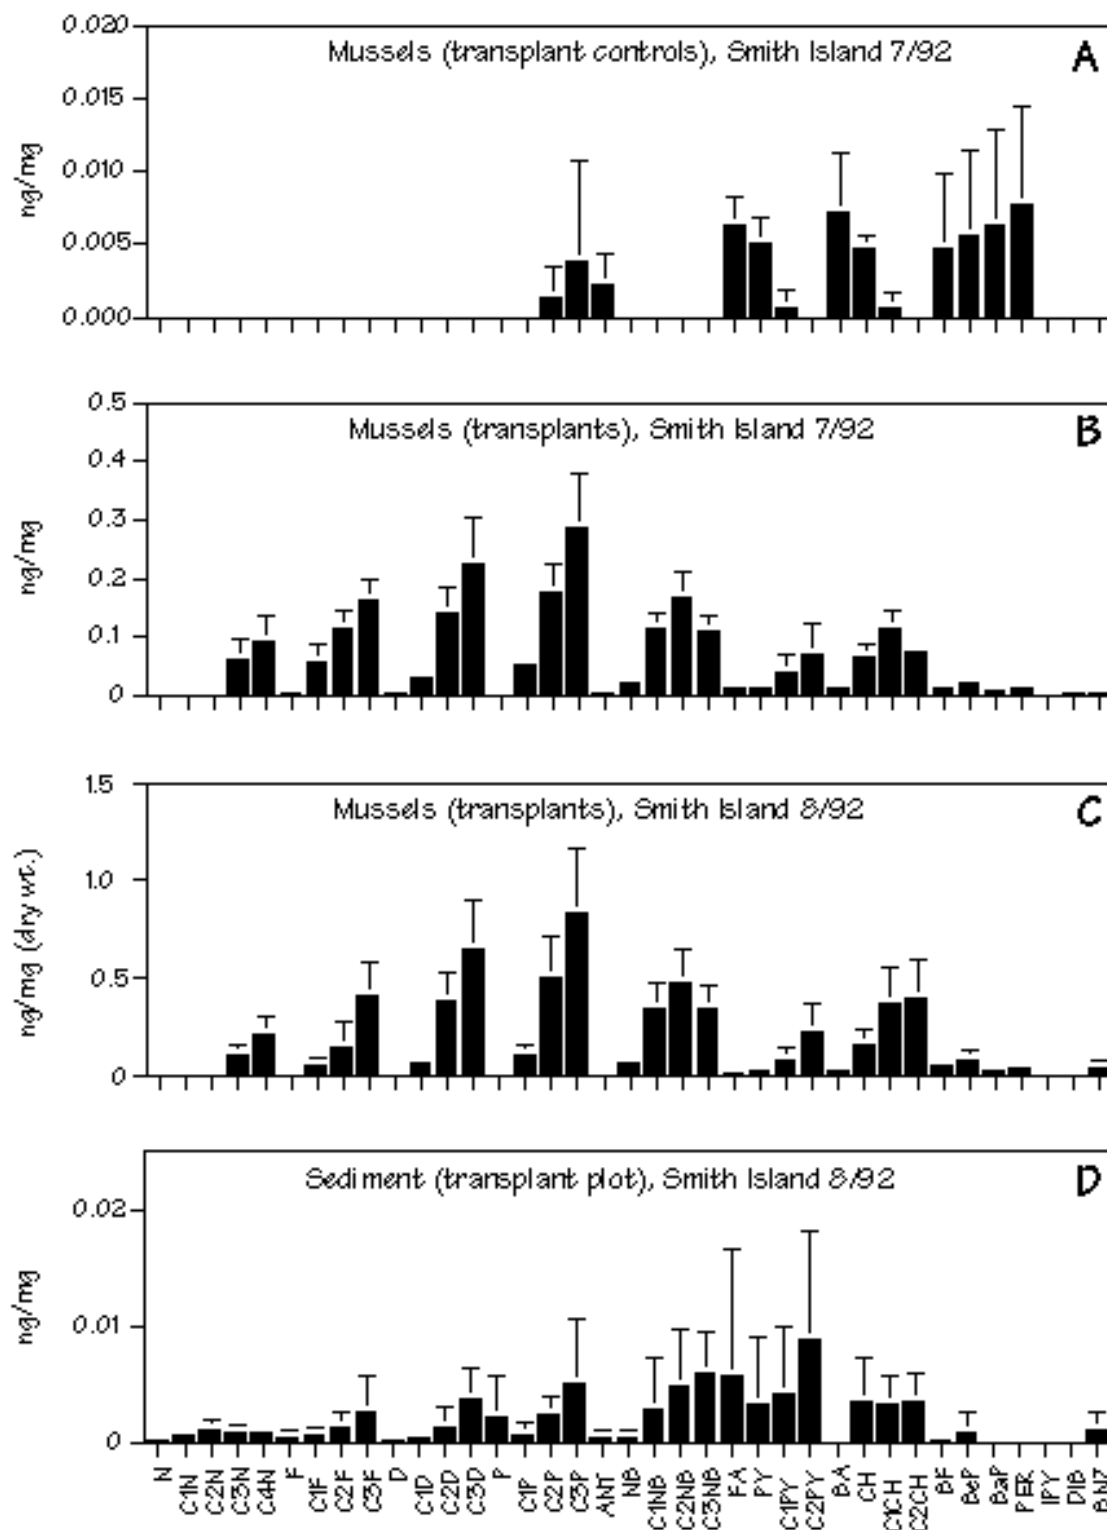 Mussels (transplant controls), Smith Island 7/92
A
0.020
0.015
0.010
0.005
0.000
ng/mg
Mussels (transplants), Smith Island 7/92
B
0.5
0.4
0.3
0.2
0.1
0
ng/mg
Mussels (transplants), Smith Island 8/92
C
1.5
1.0
0.5
0
ng/mg (dry wt.)
Sediment (transplant plot), Smith Island 8/92
D
0.02
0.01
0
ng/mg
N
C1N
C2N
C3N
C4N
F
C1F
C2F
C3F
D
C1D
C2D
C3D
P
C1P
C2P
C3P
ANT
NB
C1NB
C2NB
C3NB
FA
PY
C1PY
C2PY
BA
CH
C1CH
C2CH
BF
BeP
BaP
PER
IPY
DIB
BNZ